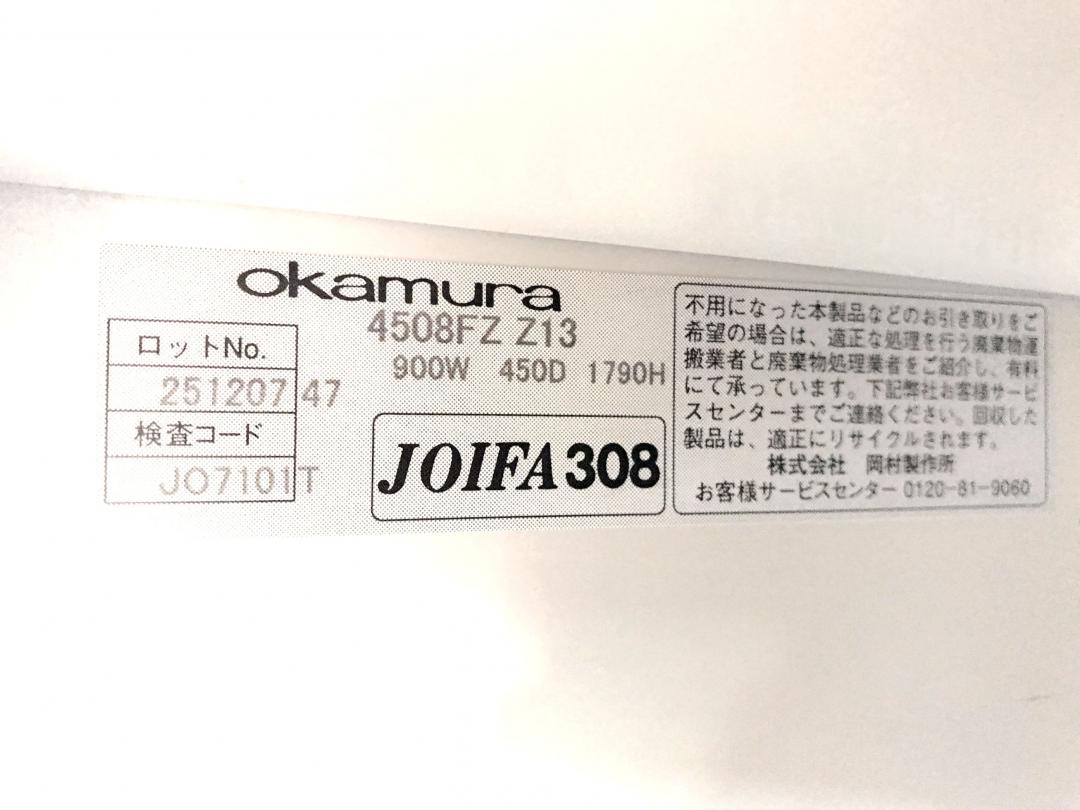 okamura
4508FZ Z13
900W 450D 1790H
ロットNo.
251207 47
検査コード
JO7101T
JOIFA308
不用になった本製品などのお引き取りをご
希望の場合は、適正な処理を行う廃棄物運
搬業者と廃棄物処理業者をご紹介し、有料
にて承っています。下記弊社お客様サービ
スセンターまでご連絡ください。回収した
製品は、適正にリサイクルされます。
株式会社 岡村製作所
お客様サービスセンター 0120-81-9060